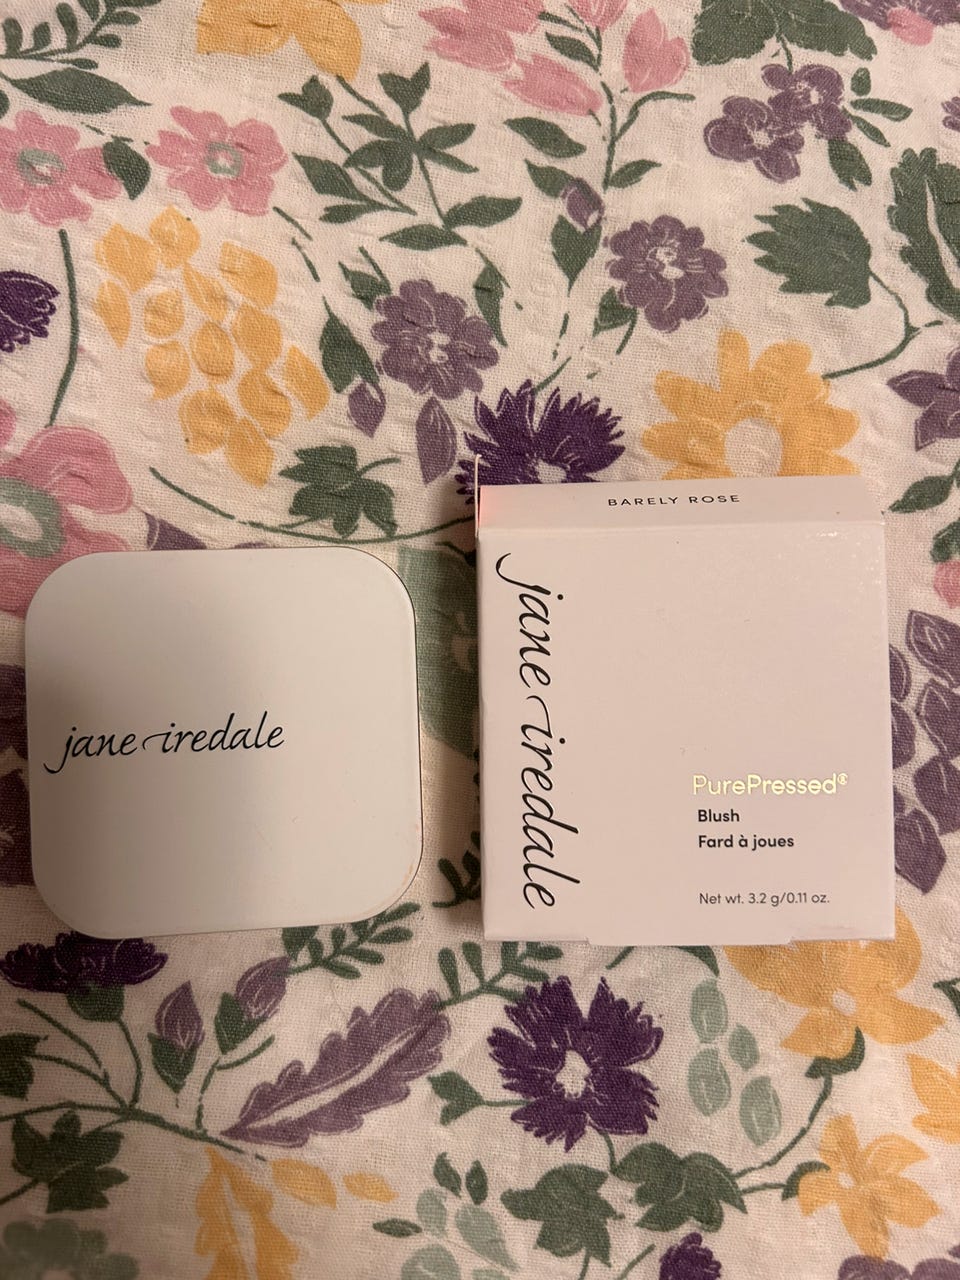 jane iredale
BARELY ROSE
jane iredale
PurePressed®
Blush
Fard à joues
Net wt. 3.2 g/0.11 oz.